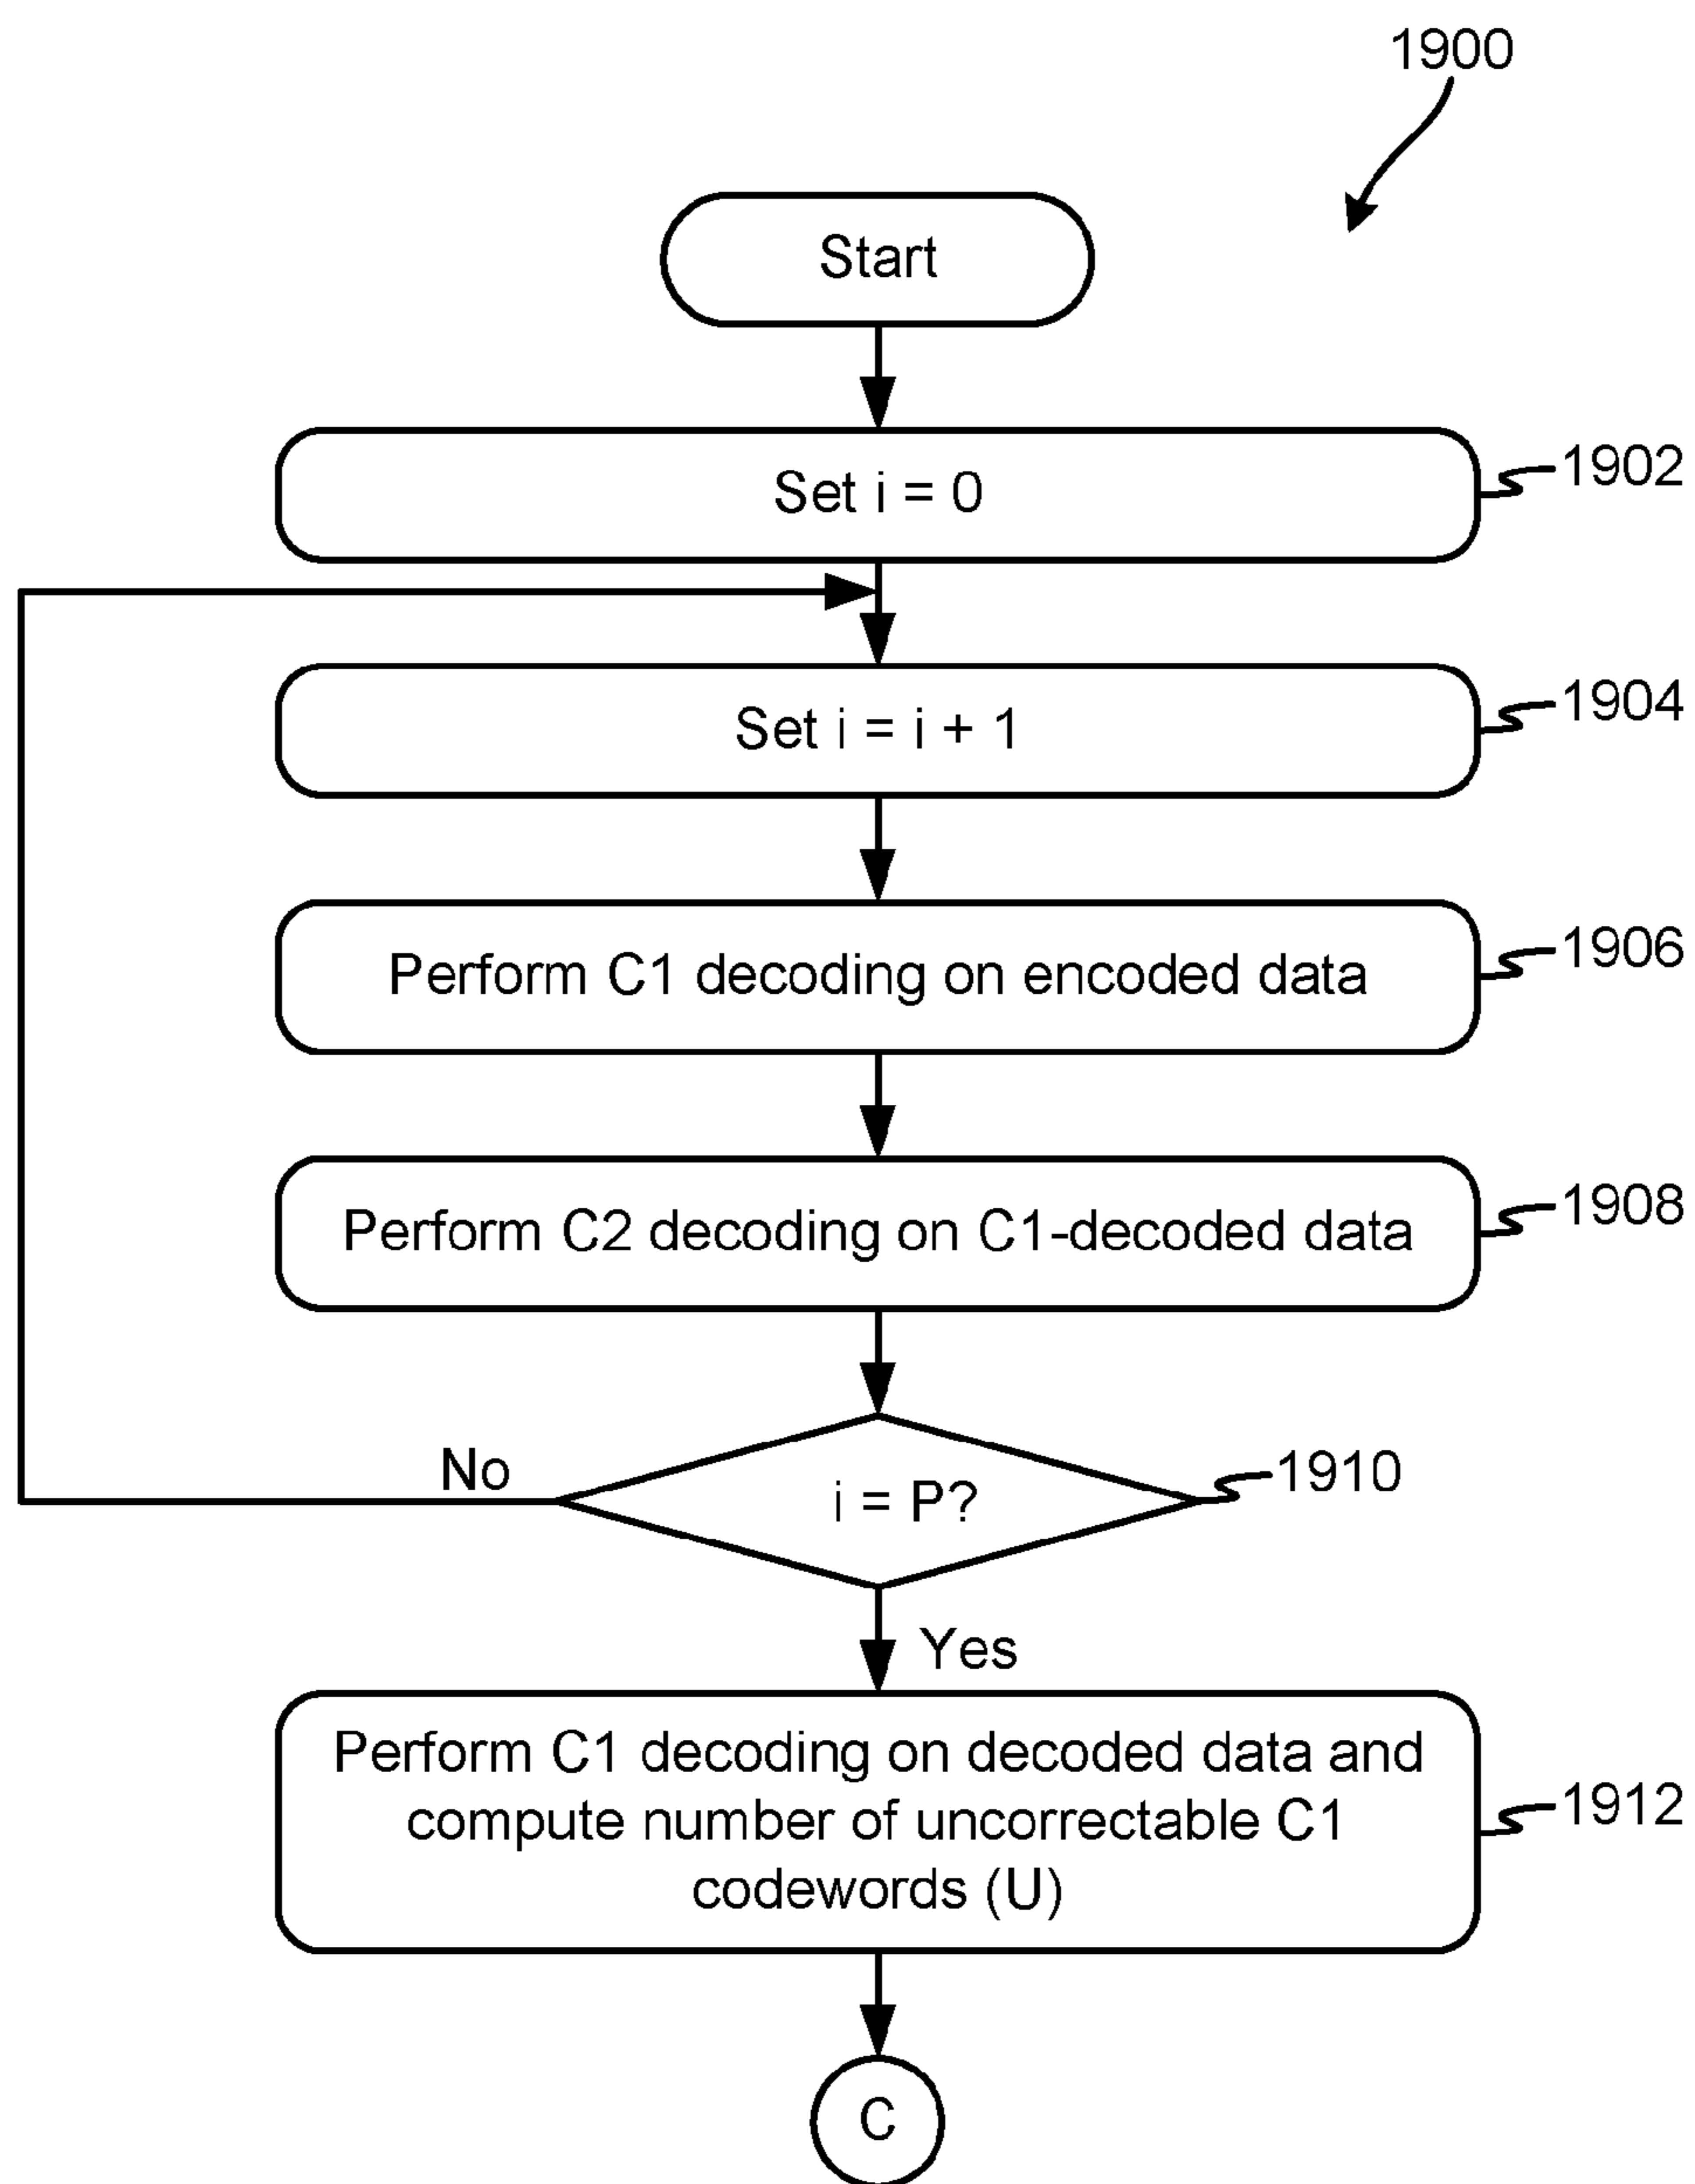 1900
Start
Set i = 0
1902
Set i = i + 1
1904
Perform C1 decoding on encoded data
1906
Perform C2 decoding on C1-decoded data
1908
No
i = P?
1910
Yes
Perform C1 decoding on decoded data and
compute number of uncorrectable C1
codewords (U)
1912
C